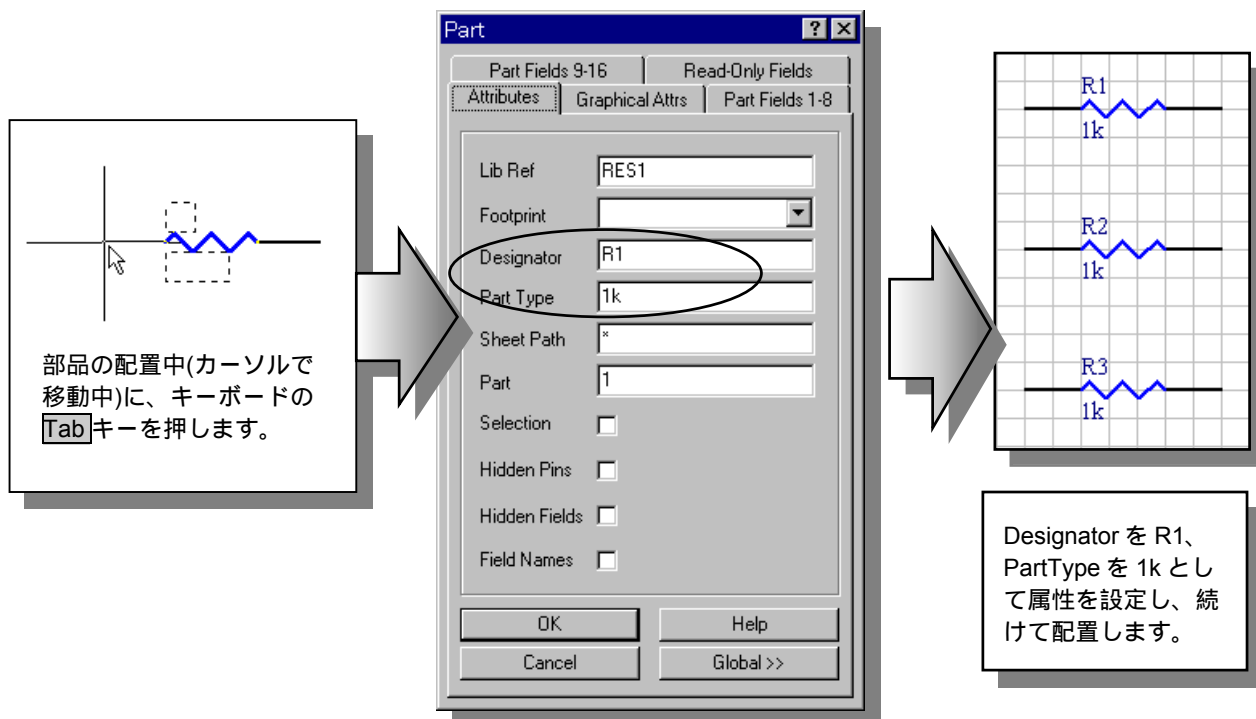 部品の配置中(カーソルで
移動中)に、キーボードの
Tab キーを押します。
Part
Part Fields 9-16 Read-Only Fields
Attributes Graphical Attrs Part Fields 1-8
Lib Ref RES1
Footprint
Designator R1
Part Type 1k
Sheet Path *
Part 1
Selection
Hidden Pins
Hidden Fields
Field Names
OK Help
Cancel Global >>
R1
1k
R2
1k
R3
1k
Designator を R1、
PartType を 1k とし
て属性を設定し、続
けて配置します。